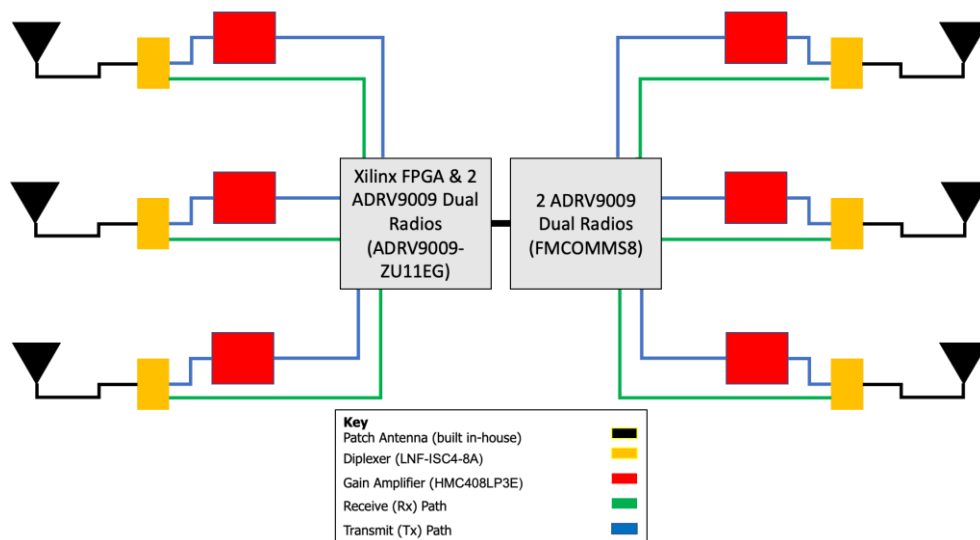 Xilinx FPGA & 2
ADRV9009 Dual
Radios
(ADRV9009-
ZU11EG)
2 ADRV9009
Dual Radios
(FMCOMMS8)
Key
Patch Antenna (built in-house)
Diplexer (LNF-ISC4-8A)
Gain Amplifier (HMC408LP3E)
Receive (Rx) Path
Transmit (Tx) Path